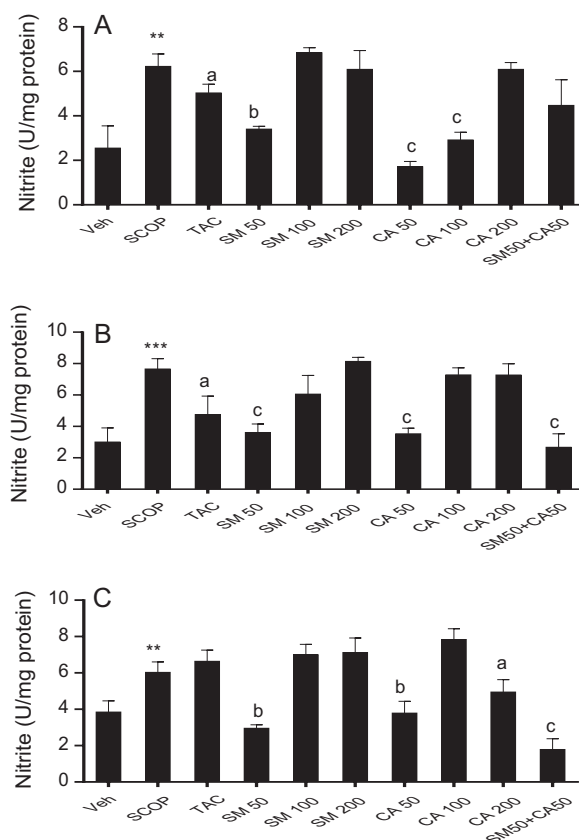 A
Nitrite (U/mg protein)
8
6
4
2
0
**
a
b
c
c
Veh
SCOP
TAC
SM 50
SM 100
SM 200
CA 50
CA 100
CA 200
SM50+CA50
B
Nitrite (U/mg protein)
10
8
6
4
2
0
***
a
c
c
c
Veh
SCOP
TAC
SM 50
SM 100
SM 200
CA 50
CA 100
CA 200
SM50+CA50
C
Nitrite (U/mg protein)
10
8
6
4
2
0
**
b
b
a
c
Veh
SCOP
TAC
SM 50
SM 100
SM 200
CA 50
CA 100
CA 200
SM50+CA50